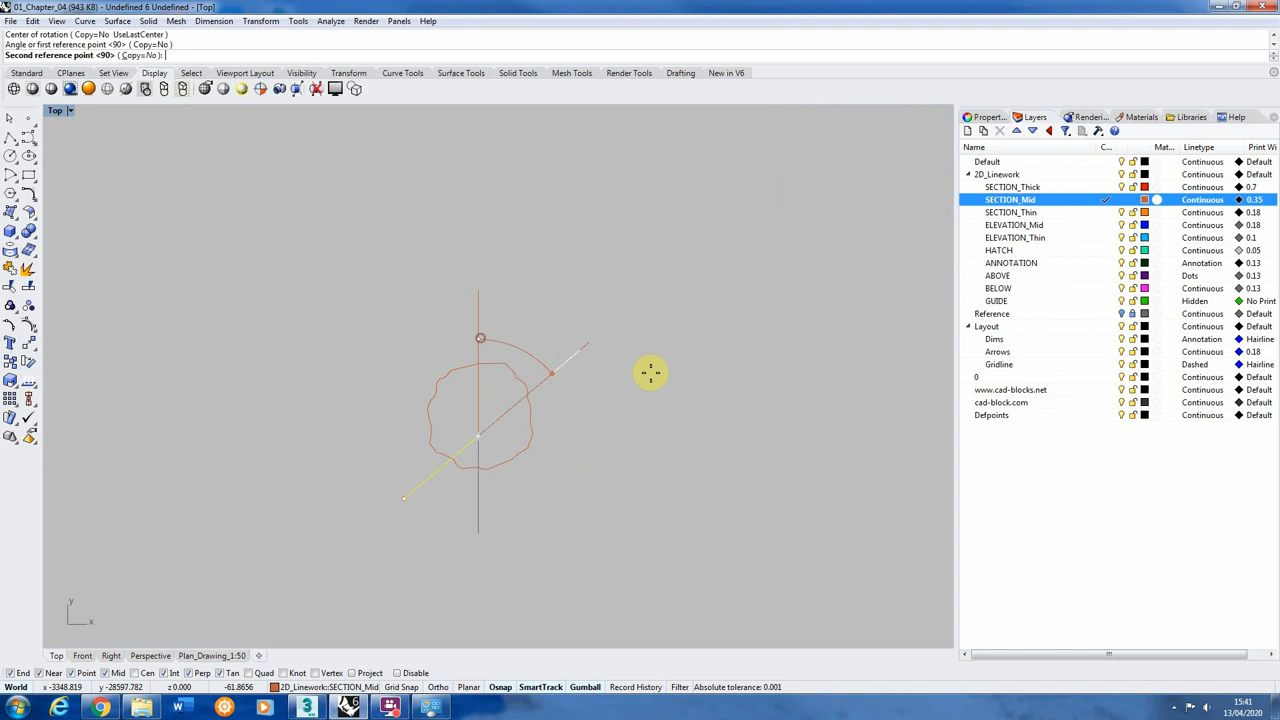 01_Chapter_04 (943 KB) - Undefined 6 Undefined - [Top]
File Edit View Curve Surface Solid Mesh Dimension Transform Tools Analyze Render Panels Help
Center of rotation ( Copy=No UseLastCenter )
Angle or first reference point <90> ( Copy=No )
Second reference point <90> ( Copy=No ):
Standard CPlanes Set View Display Select Viewport Layout Visibility Transform Curve Tools Surface Tools Solid Tools Mesh Tools Render Tools Drafting New in V6
Top
Propert... Layers Renderi... Materials Libraries Help
Name C... Mat... Linetype Print Wi
Default Continuous Default
2D_Linework Continuous Default
SECTION_Thick Continuous 0.7
SECTION_Mid Continuous 0.35
SECTION_Thin Continuous 0.18
ELEVATION_Mid Continuous 0.18
ELEVATION_Thin Continuous 0.1
HATCH Continuous 0.05
ANNOTATION Annotation 0.13
ABOVE Dots 0.13
BELOW Continuous 0.13
GUIDE Hidden No Print
Reference Continuous Default
Layout Continuous Default
Dims Annotation Hairline
Arrows Continuous 0.18
Gridline Dashed Hairline
0 Continuous Default
www.cad-blocks.net Continuous Default
cad-block.com Continuous Default
Defpoints Continuous Default
y
x
Top Front Right Perspective Plan_Drawing_1:50
End Near Point Mid Cen Int Perp Tan Quad Knot Vertex Project Disable
World x -3348.819 y -28597.782 z 0.000 -61.8656 2D_Linework::SECTION_Mid Grid Snap Ortho Planar Osnap SmartTrack Gumball Record History Filter Absolute tolerance: 0.001
15:41
13/04/2020